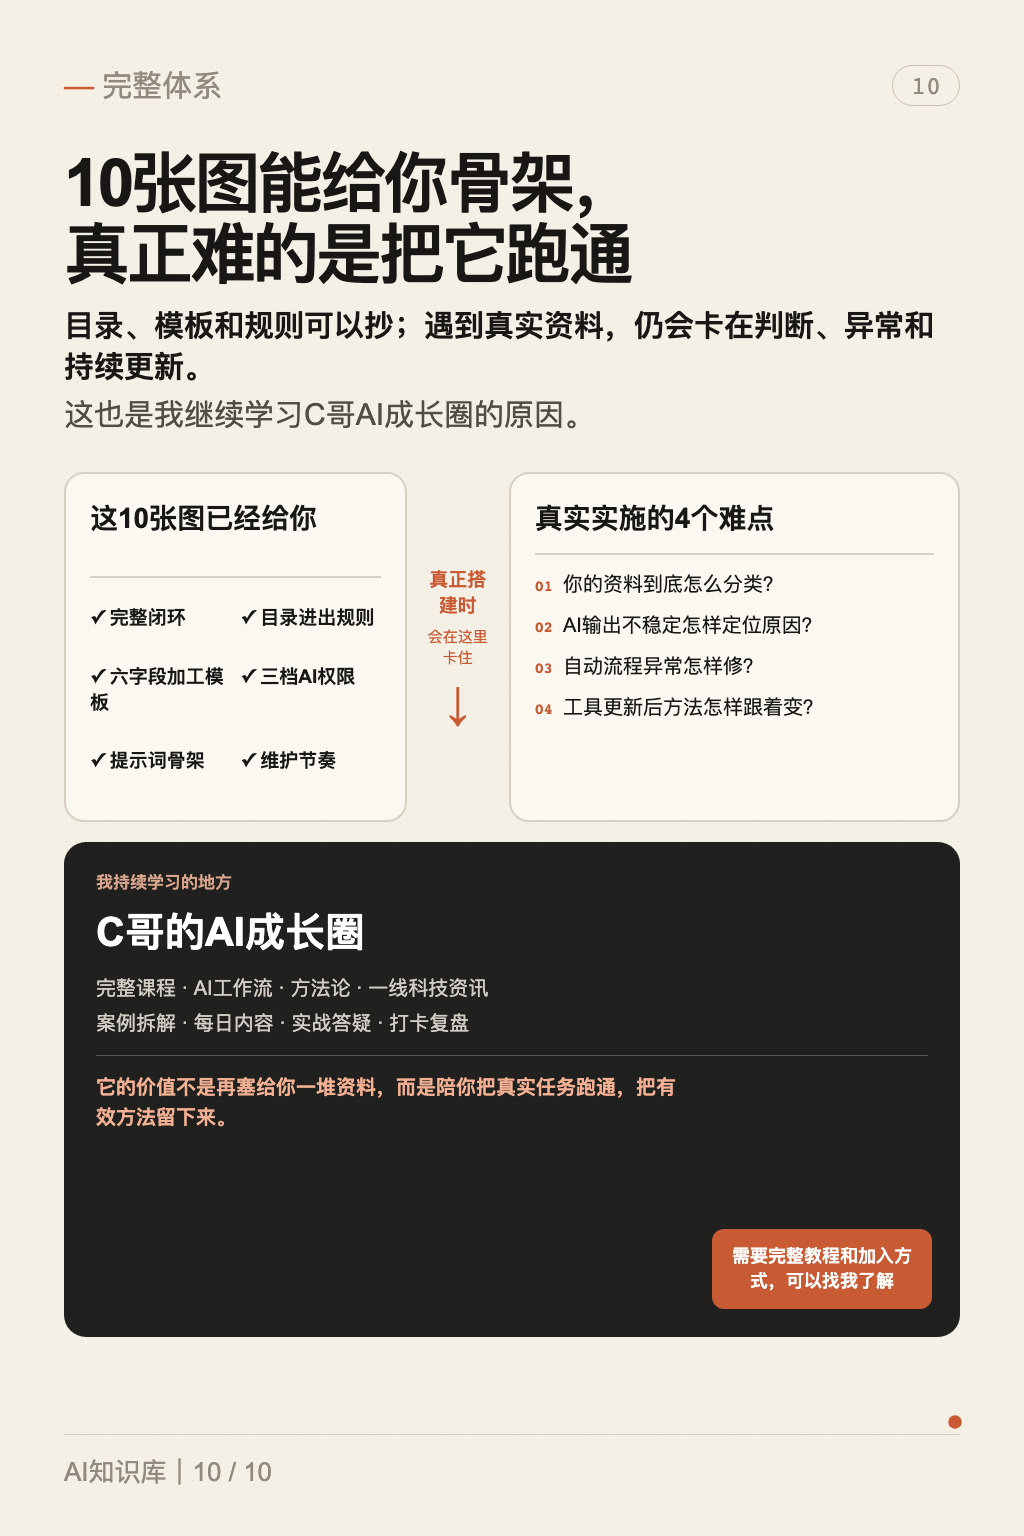 — 完整体系
10
10张图能给你骨架，
真正难的是把它跑通
目录、模板和规则可以抄；遇到真实资料，仍会卡在判断、异常和
持续更新。
这也是我继续学习C哥AI成长圈的原因。
这10张图已经给你
✓完整闭环
✓目录进出规则
✓六字段加工模
板
✓三档AI权限
✓提示词骨架
✓维护节奏
真正搭
建时
会在这里
卡住
↓
真实实施的4个难点
01 你的资料到底怎么分类？
02 AI输出不稳定怎样定位原因？
03 自动流程异常怎样修？
04 工具更新后方法怎样跟着变？
我持续学习的地方
C哥的AI成长圈
完整课程 · AI工作流 · 方法论 · 一线科技资讯
案例拆解 · 每日内容 · 实战答疑 · 打卡复盘
它的价值不是再塞给你一堆资料，而是陪你把真实任务跑通，把有
效方法留下来。
需要完整教程和加入方
式，可以找我了解
AI知识库｜10 / 10